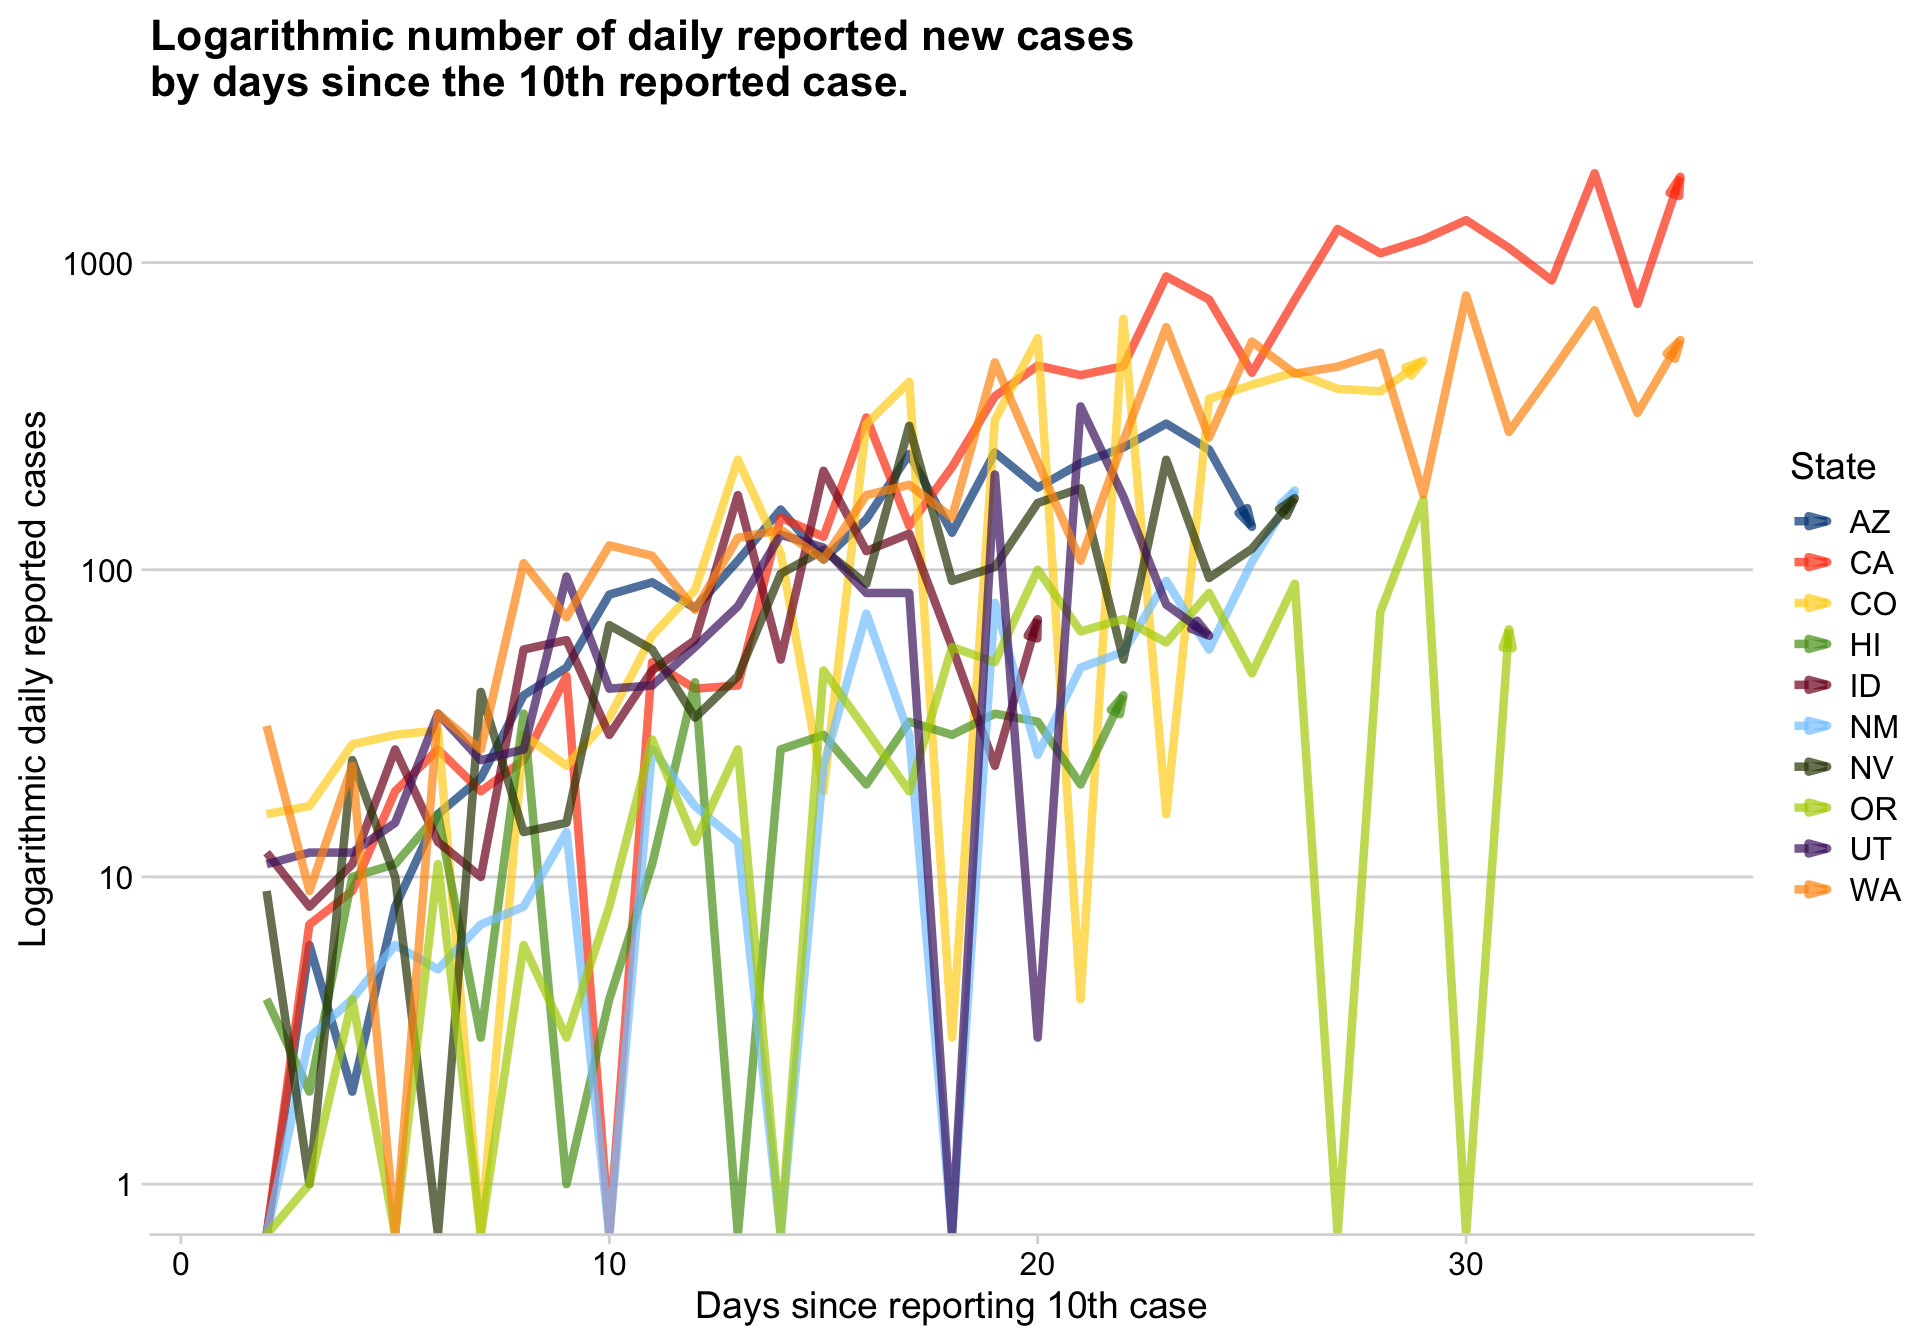 Logarithmic number of daily reported new cases
by days since the 10th reported case.
Logarithmic daily reported cases
1000
100
10
1
0
10
20
30
Days since reporting 10th case
State
AZ
CA
CO
HI
ID
NM
NV
OR
UT
WA